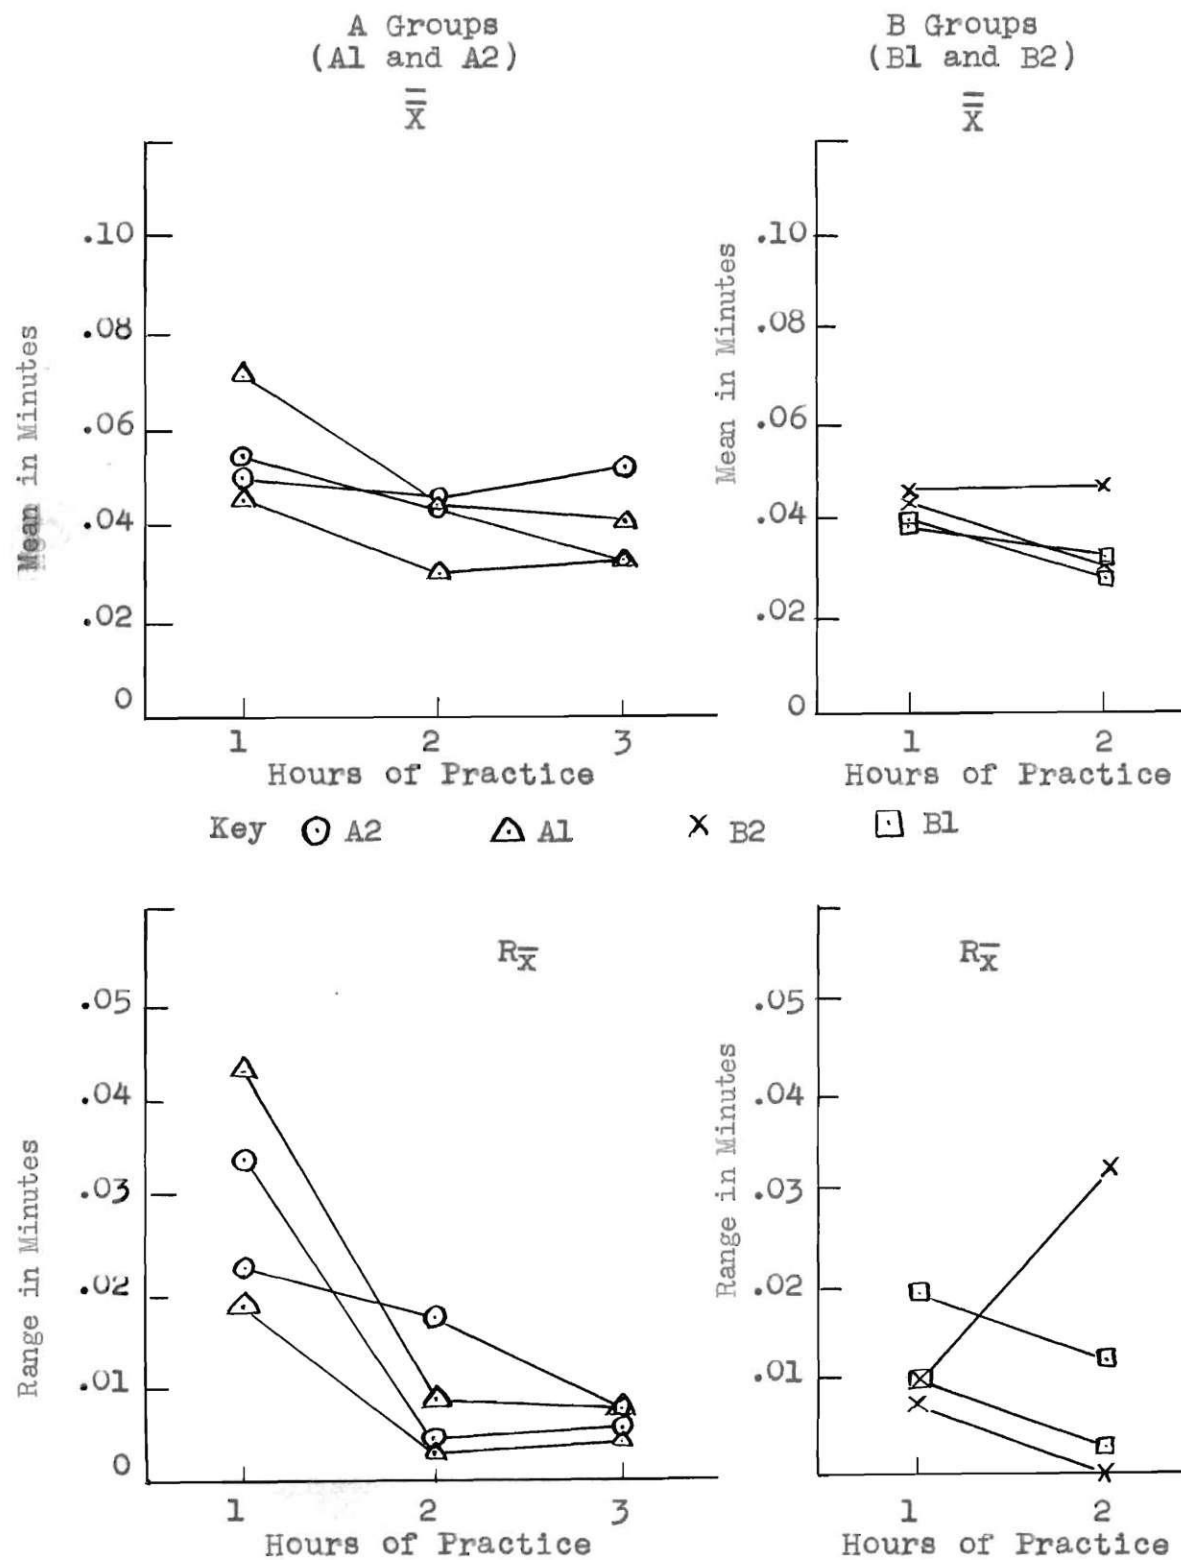 A Groups
(A1 and A2)
X
B Groups
(B1 and B2)
X
Mean in Minutes
.10
.08
.06
.04
.02
0
1 2 3
Hours of Practice
Mean in Minutes
.10
.08
.06
.04
.02
0
1 2
Hours of Practice
Key A2 A1 B2 B1
RX
Range in Minutes
.05
.04
.03
.02
.01
0
1 2 3
Hours of Practice
RX
Range in Minutes
.05
.04
.03
.02
.01
1 2
Hours of Practice